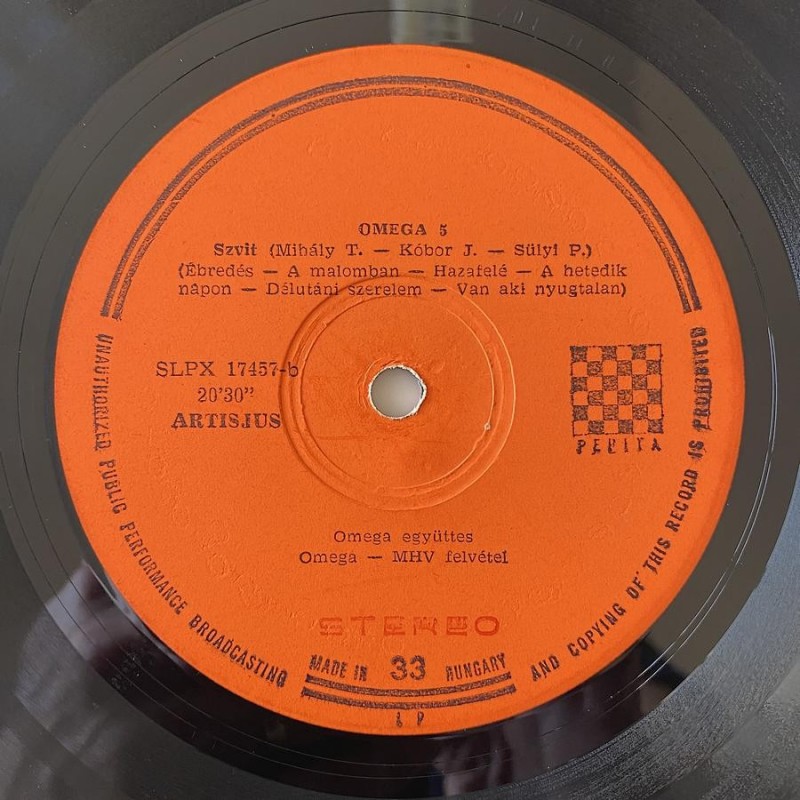 OMEGA 5
Szvit (Mihály T. — Kóbor J. — Sülyi P.)
(Ébredés — A malomban — Hazafelé — A hetedik
napon — Délutáni szerelem — Van aki nyugtalan)
SLPX 17457-b
20'30"
ARTISJUS
PEPITA
Omega együttes
Omega — MHV felvétel
STEREO
MADE IN 33 HUNGARY
LP
UNAUTHORIZED PUBLIC PERFORMANCE BROADCASTING AND COPYING OF THIS RECORD IS PROHIBITED